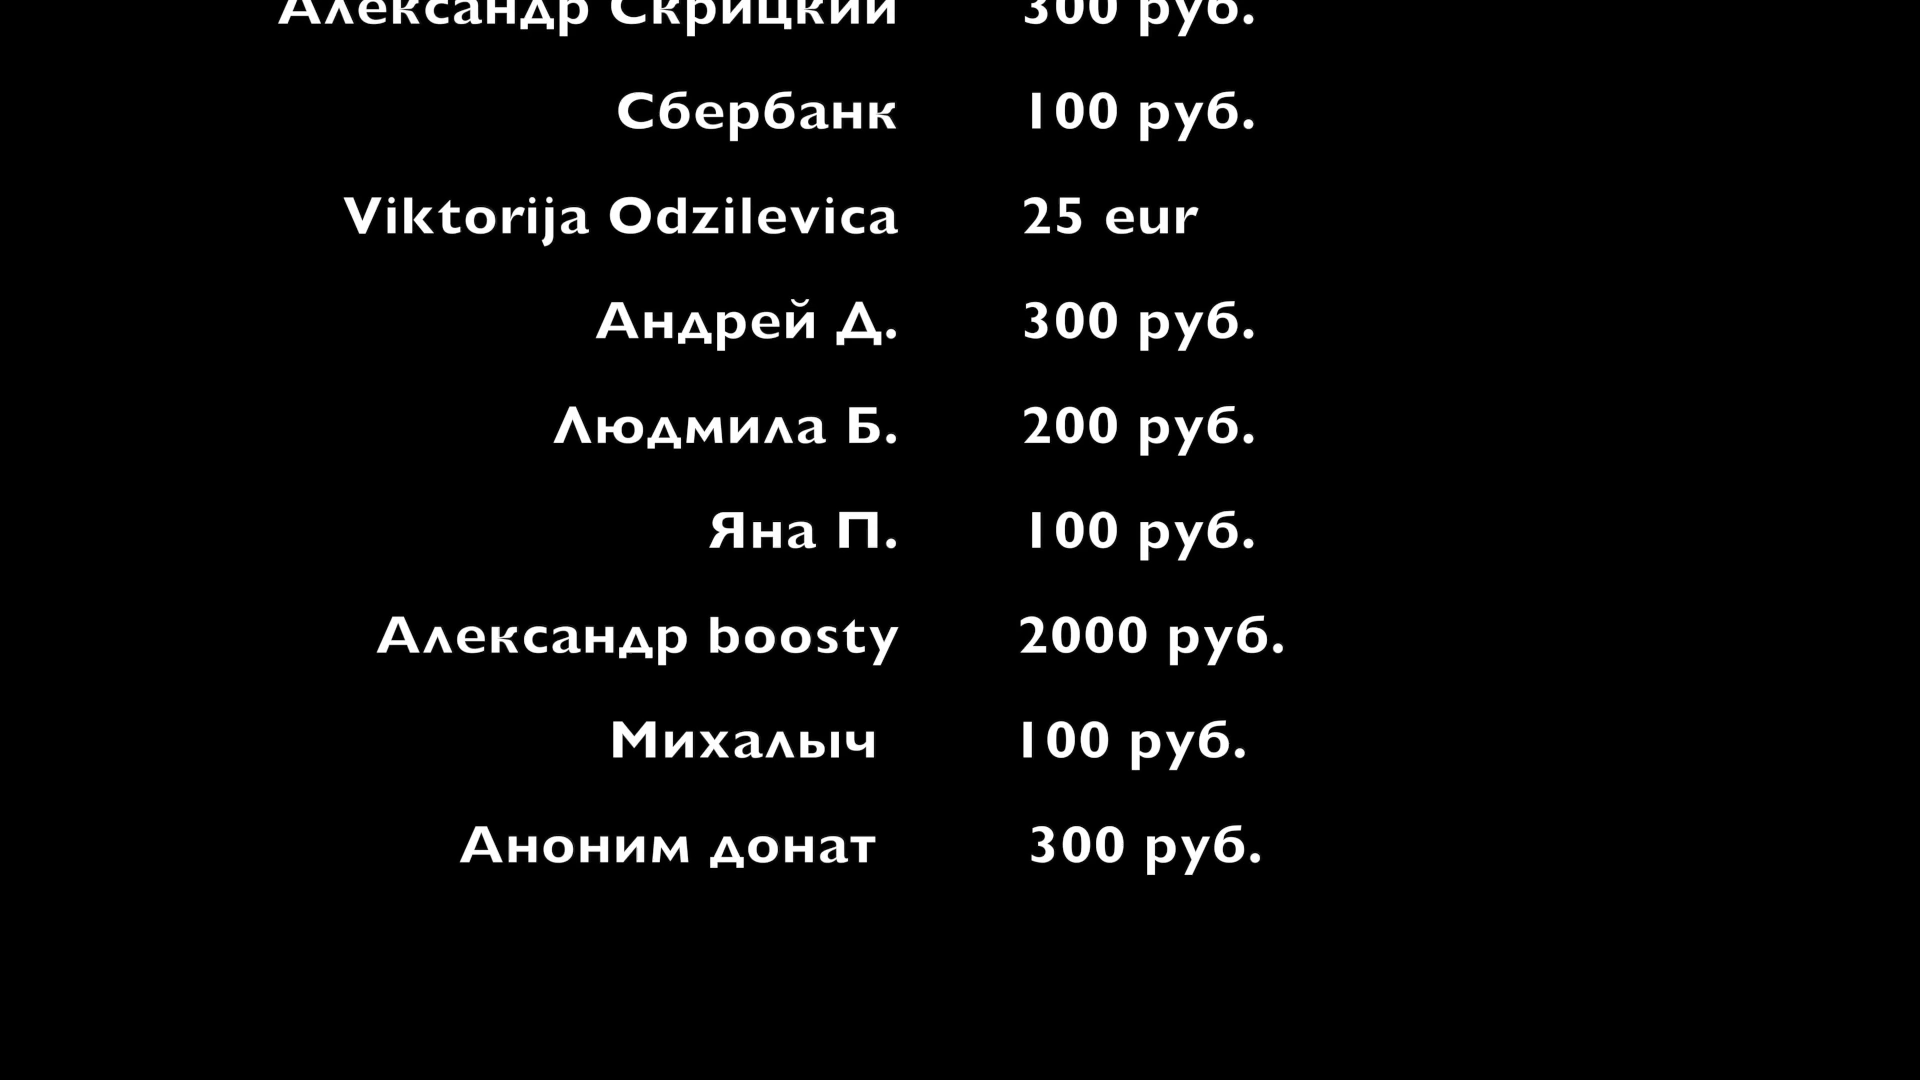 Александр Скрицкий 300 руб.
Сбербанк 100 руб.
Viktorija Odzilevica 25 eur
Андрей Д. 300 руб.
Людмила Б. 200 руб.
Яна П. 100 руб.
Александр boosty 2000 руб.
Михалыч 100 руб.
Аноним донат 300 руб.